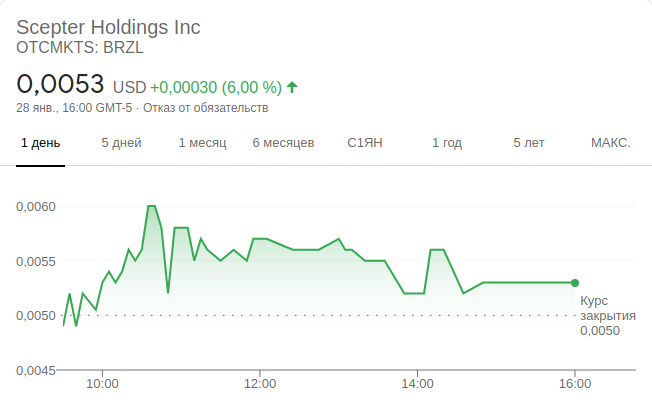 Scepter Holdings Inc
OTCMKTS: BRZL
0,0053 USD +0,00030 (6,00 %)
28 янв., 16:00 GMT-5 · Отказ от обязательств
1 день 5 дней 1 месяц 6 месяцев С1ЯН 1 год 5 лет МАКС.
0,0060
0,0055
0,0050
0,0045
Курс
закрытия
0,0050
10:00 12:00 14:00 16:00